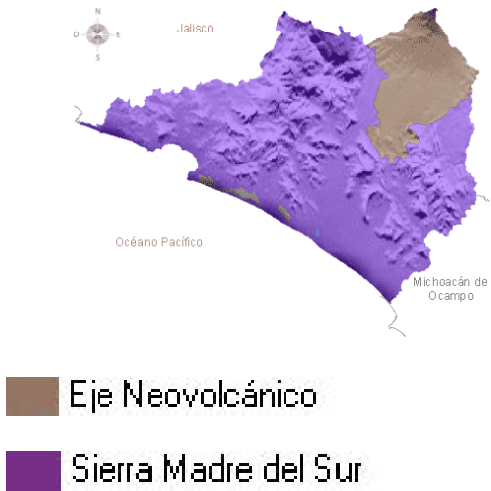 N
O
E
S
Jalisco
Océano Pacífico
Michoacán de
Ocampo
Eje Neovolcánico
Sierra Madre del Sur